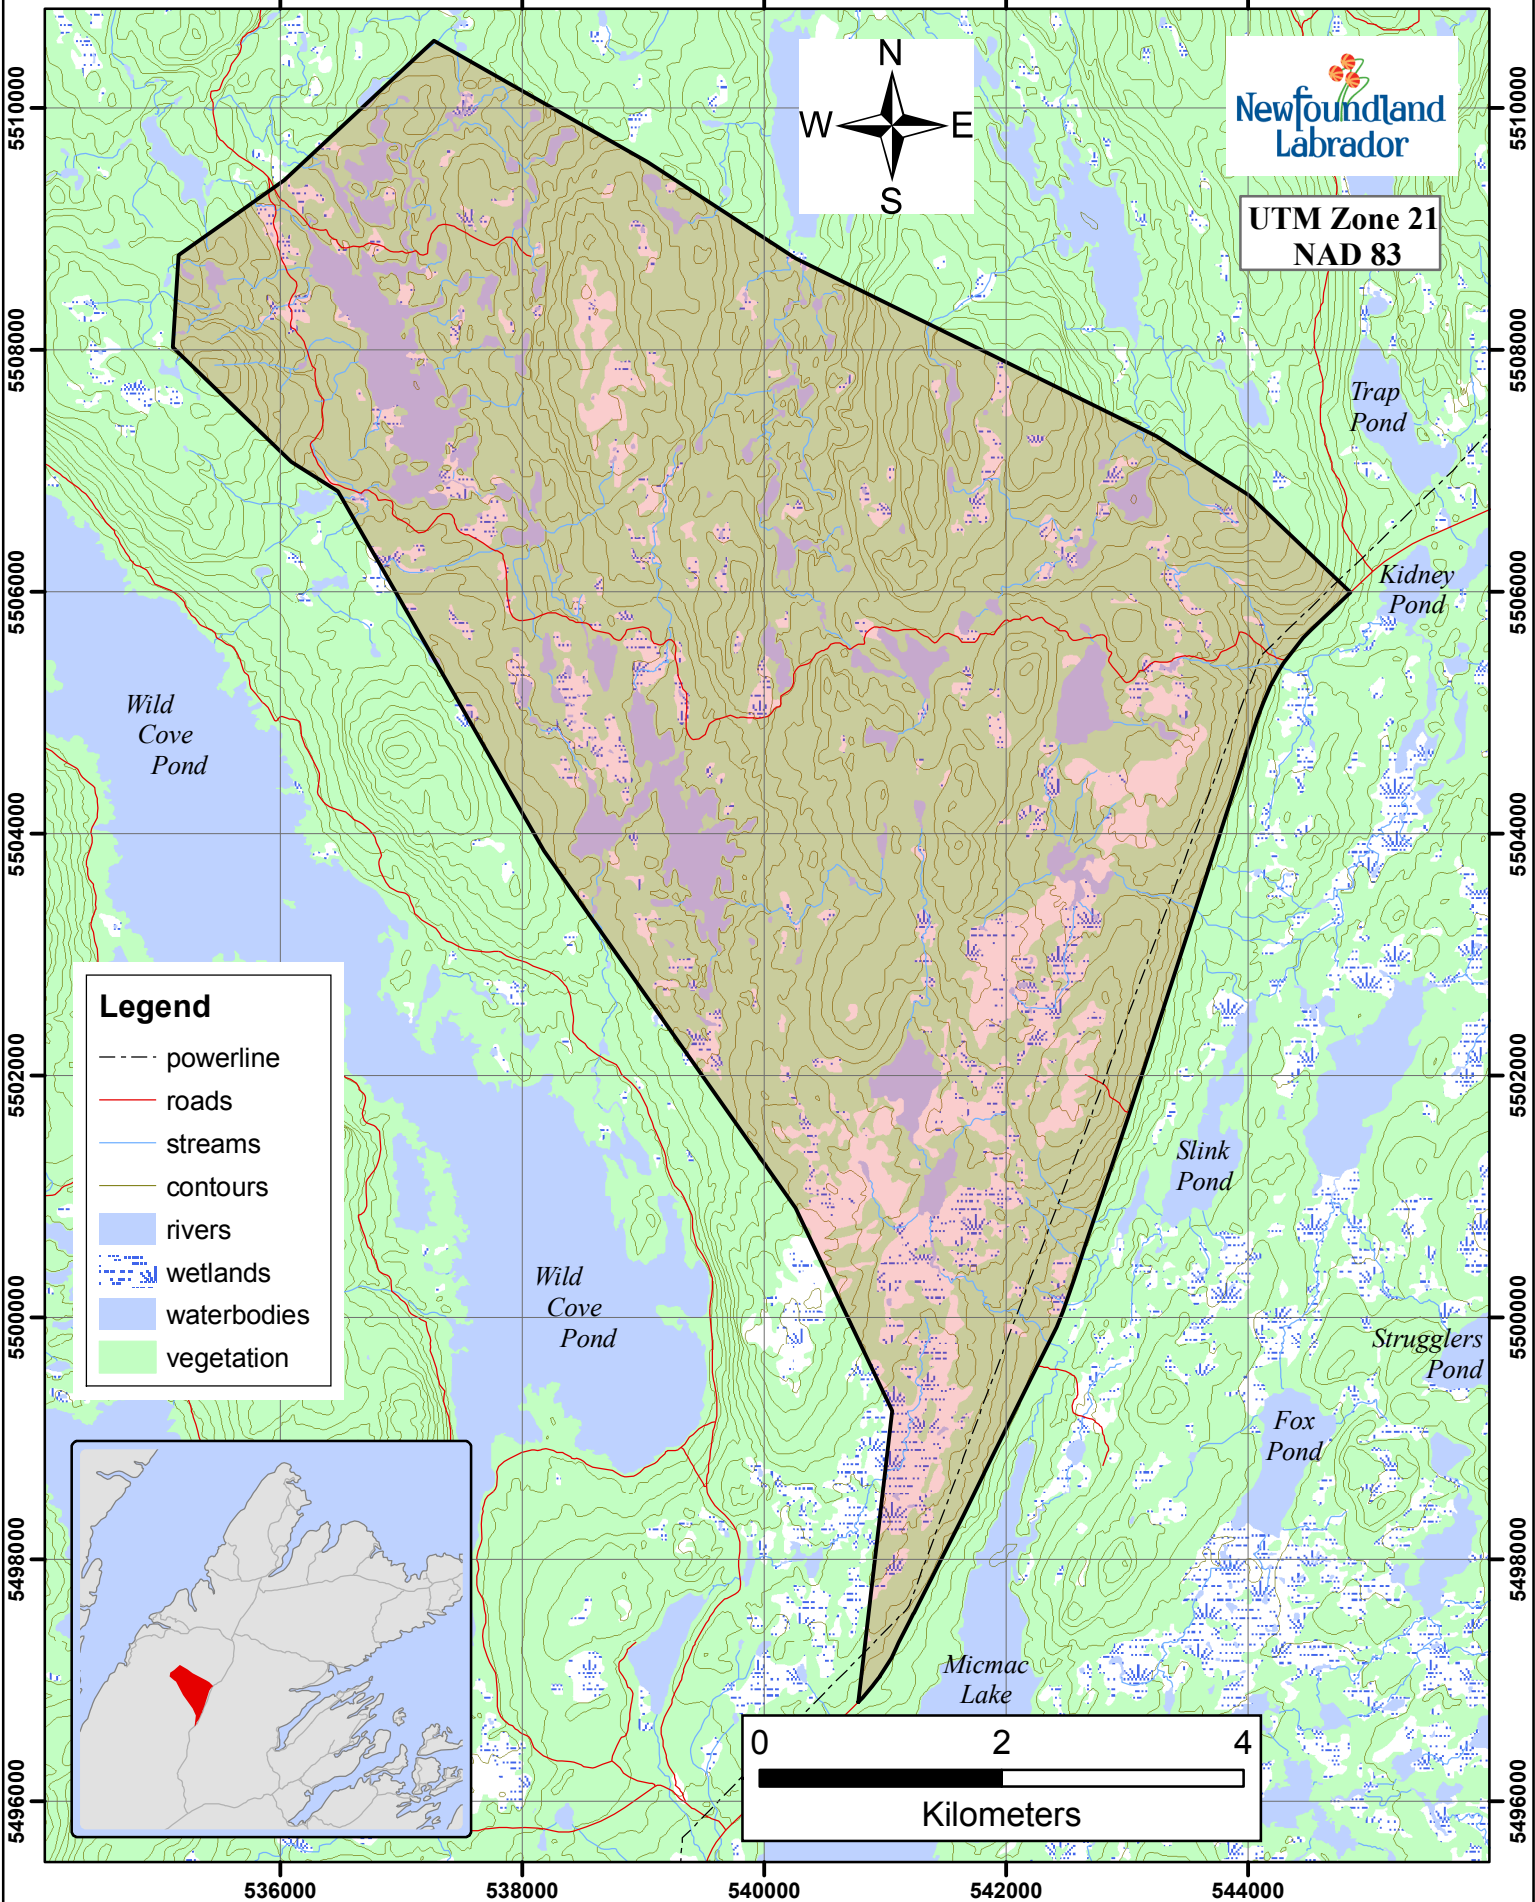 N
W E
S
Newfoundland
Labrador
UTM Zone 21
NAD 83
Trap
Pond
Kidney
Pond
Wild
Cove
Pond
Slink
Pond
Wild
Cove
Pond
Strugglers
Pond
Fox
Pond
Micmac
Lake
Legend
powerline
roads
streams
contours
rivers
wetlands
waterbodies
vegetation
0 2 4
Kilometers
5510000
5508000
5506000
5504000
5502000
5500000
5498000
5496000
5510000
5508000
5506000
5504000
5502000
5500000
5498000
5496000
536000 538000 540000 542000 544000